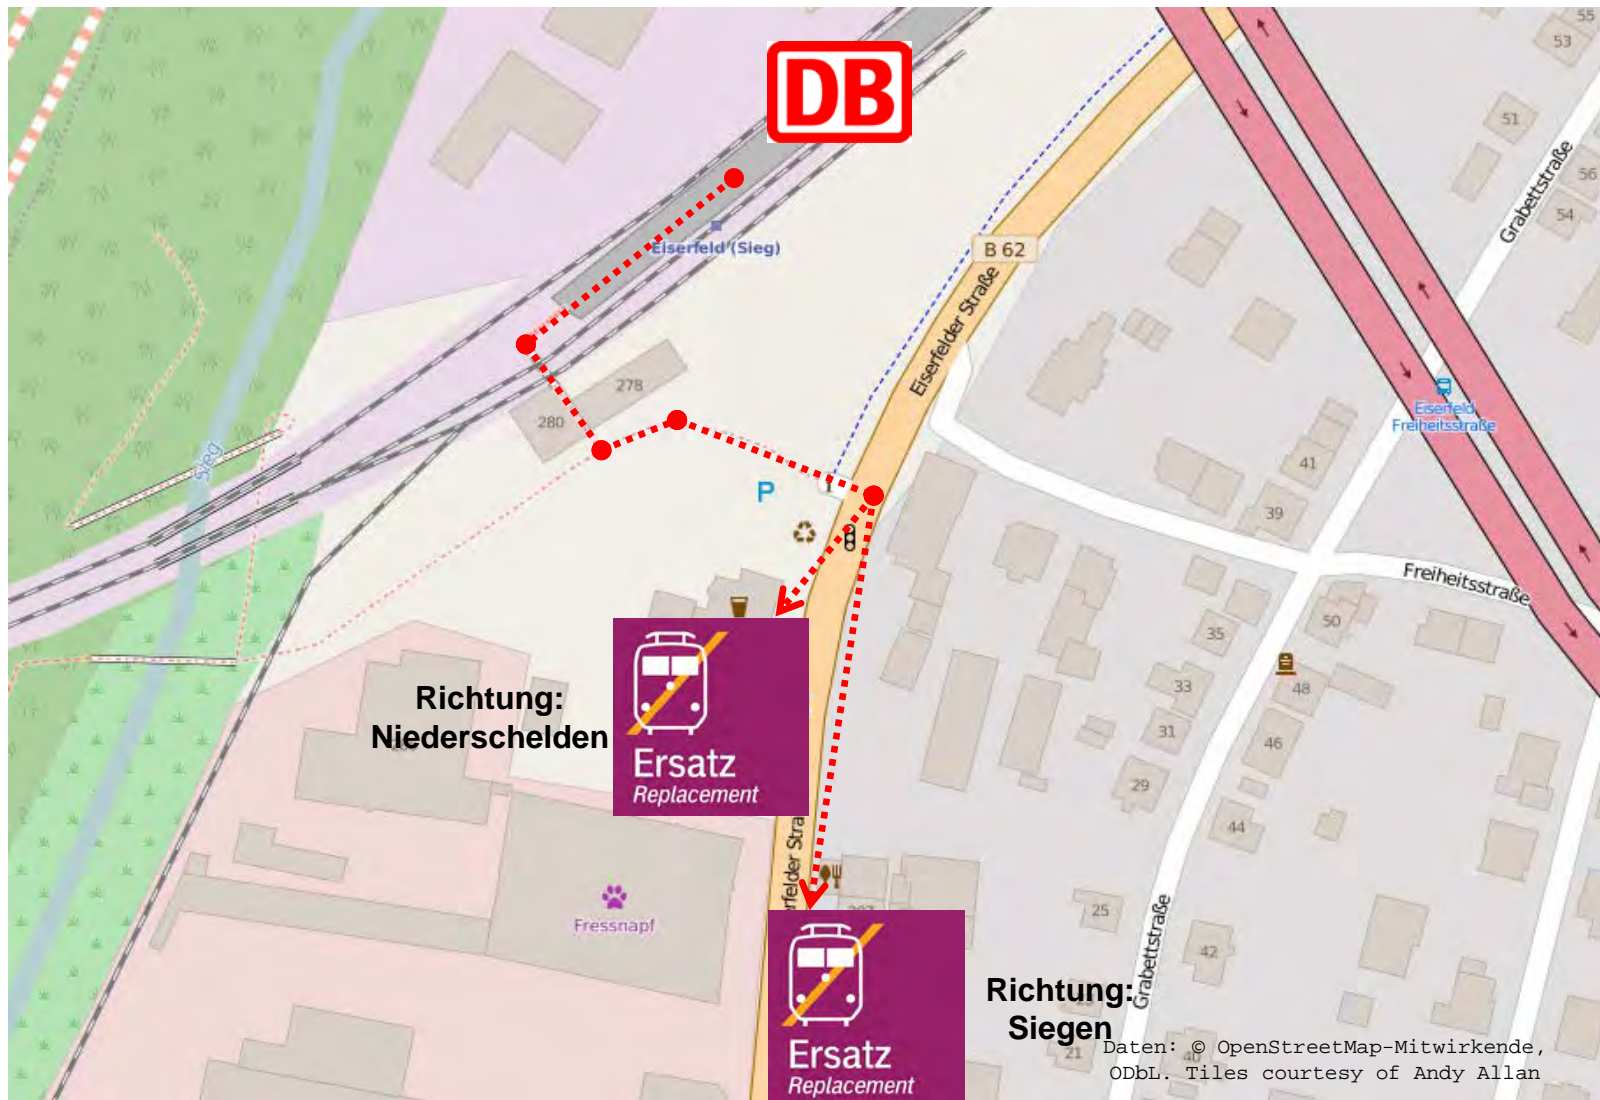 DB
55
53
51
56
54
Grabettstraße
B 62
Eiserfeld (Sieg)
Eiserfelder Straße
278
280
Sieg
P
i
Eiserfeld
Freiheitsstraße
41
39
Freiheitsstraße
50
35
33
48
31
46
29
44
25
42
Richtung:
Niederschelden
Ersatz
Replacement
Fressnapf
Grabettstraße
Richtung:
Siegen
21
40
Ersatz
Replacement
Daten: © OpenStreetMap-Mitwirkende,
ODbL. Tiles courtesy of Andy Allan